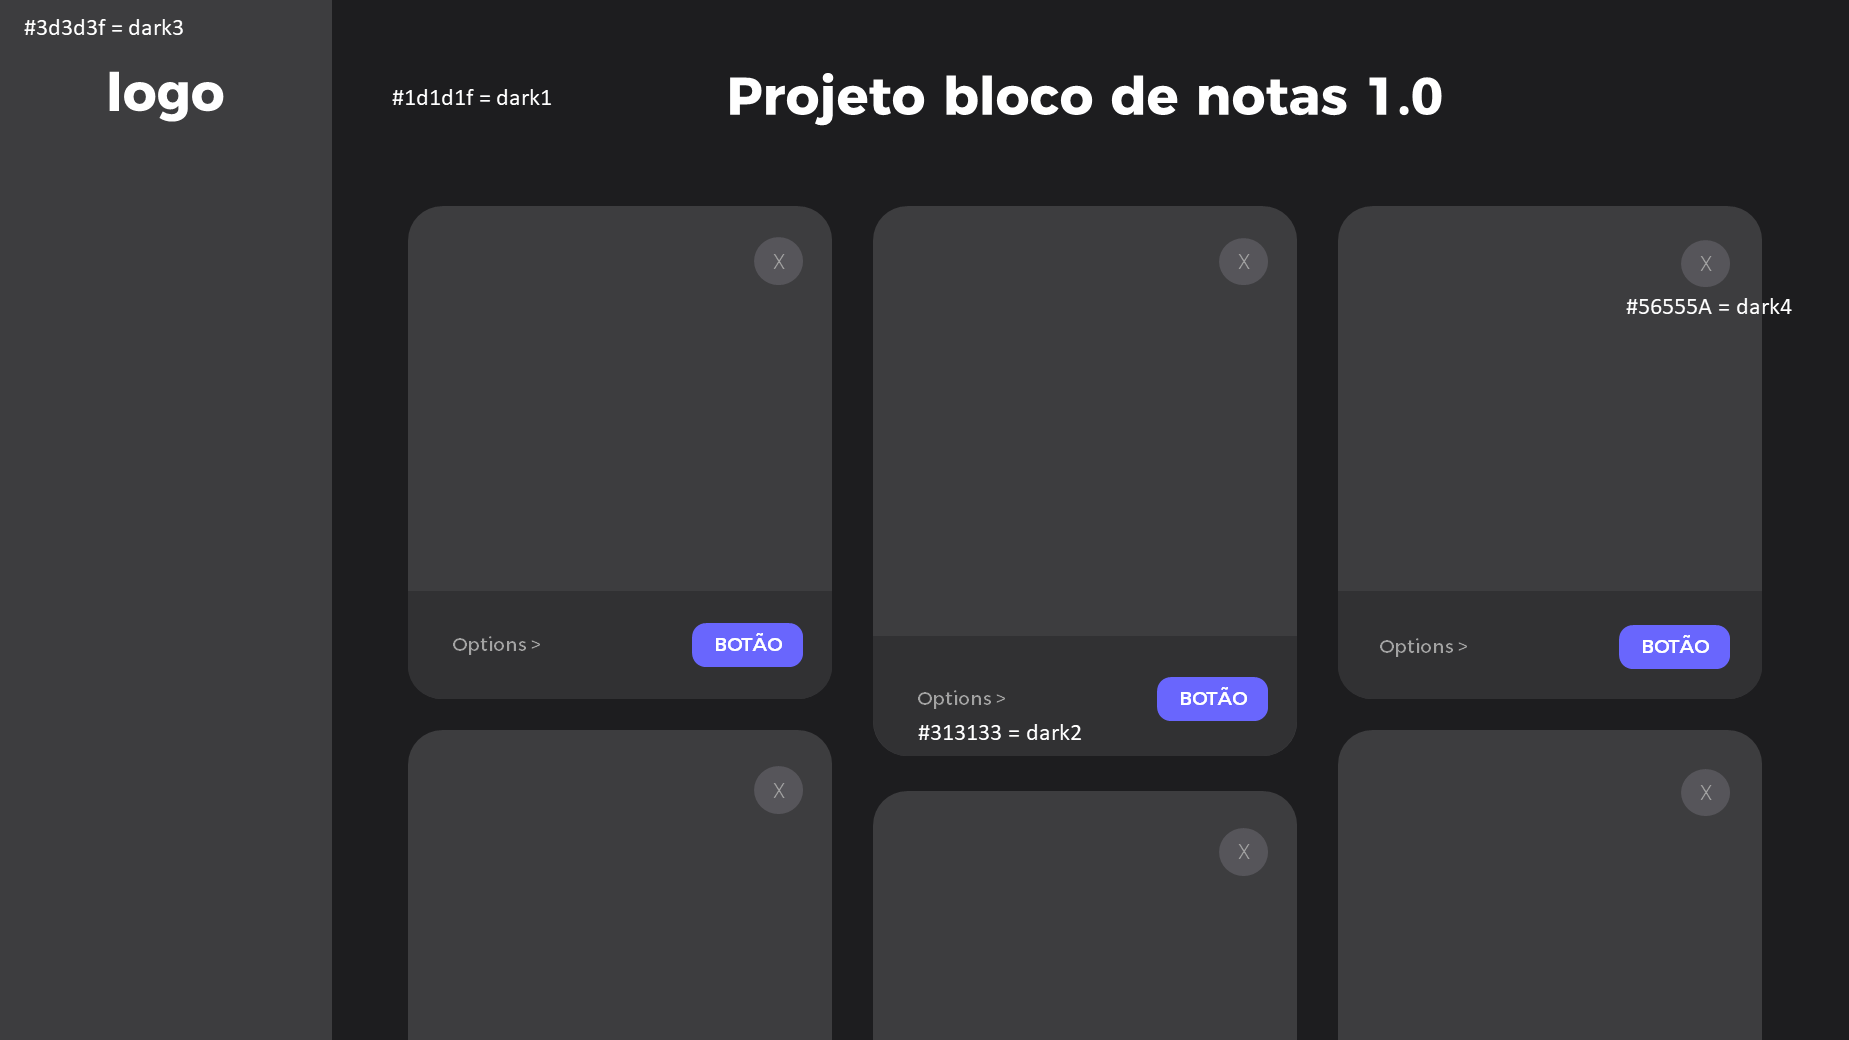 #3d3d3f = dark3
logo
#1d1d1f = dark1
Projeto bloco de notas 1.0
X
X
X
#56555A = dark4
Options >
BOTÃO
Options >
BOTÃO
#313133 = dark2
Options >
BOTÃO
X
X
X